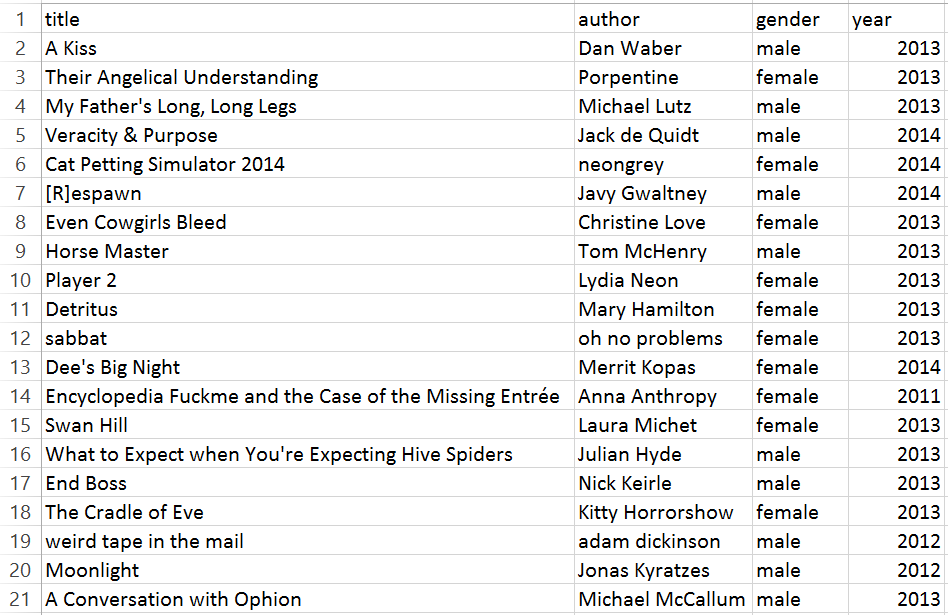 1 title author gender year
2 A Kiss Dan Waber male 2013
3 Their Angelical Understanding Porpentine female 2013
4 My Father's Long, Long Legs Michael Lutz male 2013
5 Veracity & Purpose Jack de Quidt male 2014
6 Cat Petting Simulator 2014 neongrey female 2014
7 [R]espawn Javy Gwaltney male 2014
8 Even Cowgirls Bleed Christine Love female 2013
9 Horse Master Tom McHenry male 2013
10 Player 2 Lydia Neon female 2013
11 Detritus Mary Hamilton female 2013
12 sabbat oh no problems female 2013
13 Dee's Big Night Merrit Kopas female 2014
14 Encyclopedia Fuckme and the Case of the Missing Entrée Anna Anthropy female 2011
15 Swan Hill Laura Michet female 2013
16 What to Expect when You're Expecting Hive Spiders Julian Hyde male 2013
17 End Boss Nick Keirle male 2013
18 The Cradle of Eve Kitty Horrorshow female 2013
19 weird tape in the mail adam dickinson male 2012
20 Moonlight Jonas Kyratzes male 2012
21 A Conversation with Ophion Michael McCallum male 2013